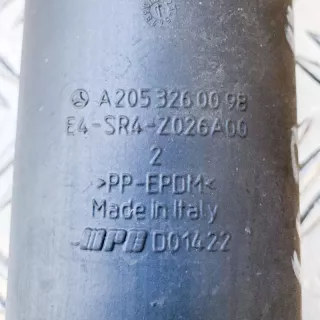 A 205 326 00 98
E4-SR4-Z026A00
2
>PP-EPDM<
Made in Italy
D01422